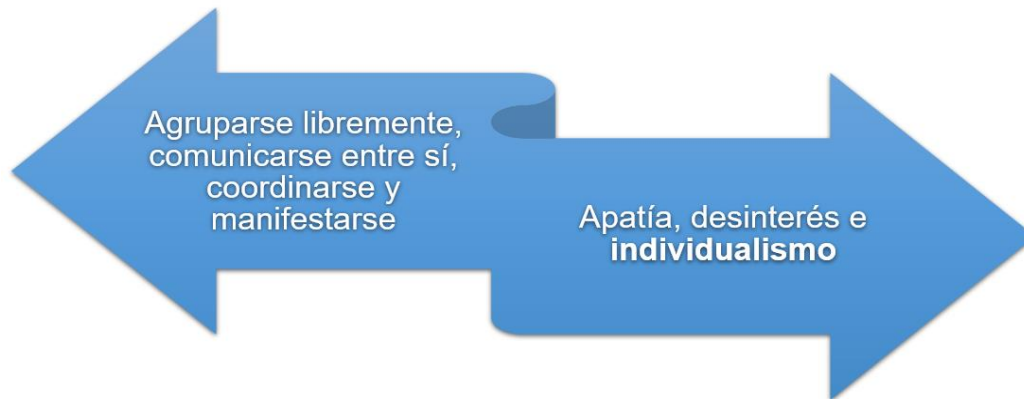 Agruparse libremente,
comunicarse entre sí,
coordinarse y
manifestarse
Apatía, desinterés e
individualismo